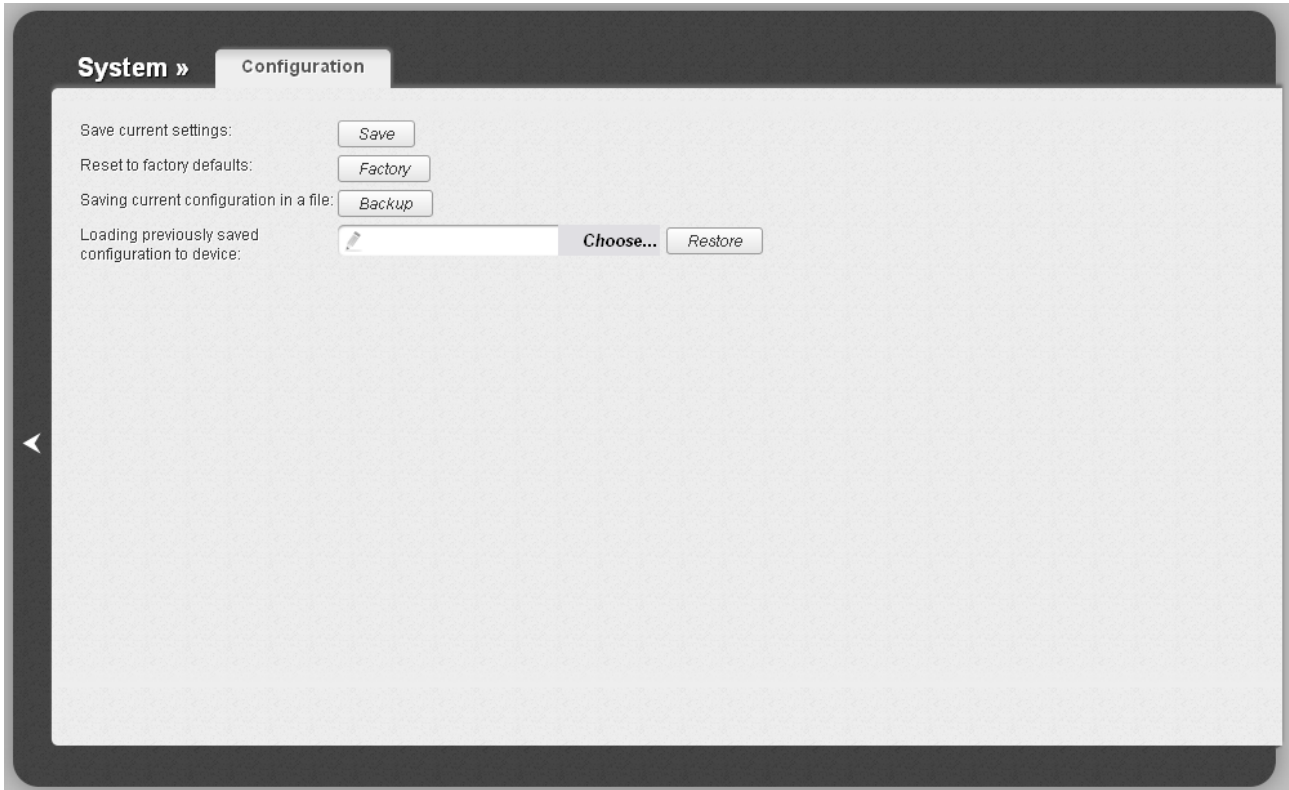 System »
Configuration
Save current settings:
Save
Reset to factory defaults:
Factory
Saving current configuration in a file:
Backup
Loading previously saved
configuration to device:
Choose...
Restore